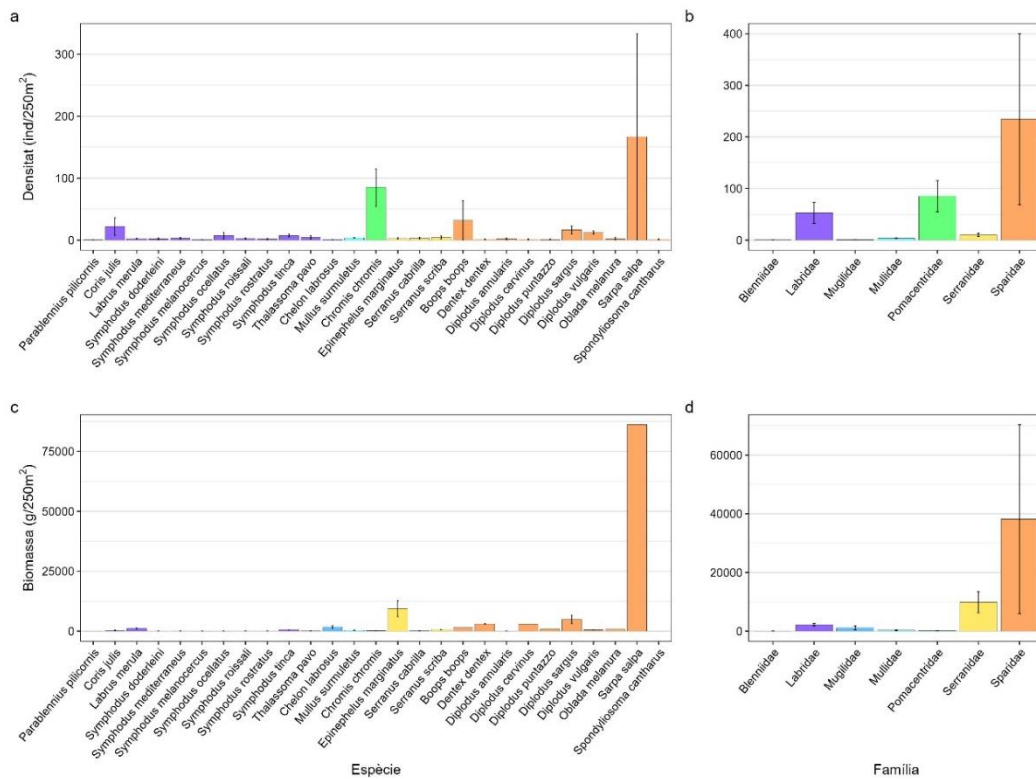 a
b
Densitat (ind/250m²)
300
200
100
0
400
300
200
100
0
Parablennius pilicornis
Coris julis
Labrus merula
Symphodus doderleini
Symphodus mediterraneus
Symphodus melanocercus
Symphodus ocellatus
Symphodus roissali
Symphodus rostratus
Symphodus tinca
Thalassoma pavo
Chelon labrosus
Mullus surmuletus
Chromis chromis
Epinephelus marginatus
Serranus cabrilla
Serranus scriba
Boops boops
Dentex dentex
Diplodus annularis
Diplodus cervinus
Diplodus puntazzo
Diplodus sargus
Diplodus vulgaris
Oblada melanura
Sarpa salpa
Spondyliosoma cantharus
Blenniidae
Labridae
Mugilidae
Mullidae
Pomacentridae
Serranidae
Sparidae
c
d
Biomassa (g/250m²)
75000
50000
25000
0
60000
40000
20000
0
Parablennius pilicornis
Coris julis
Labrus merula
Symphodus doderleini
Symphodus mediterraneus
Symphodus melanocercus
Symphodus ocellatus
Symphodus roissali
Symphodus rostratus
Symphodus tinca
Thalassoma pavo
Chelon labrosus
Mullus surmuletus
Chromis chromis
Epinephelus marginatus
Serranus cabrilla
Serranus scriba
Boops boops
Dentex dentex
Diplodus annularis
Diplodus cervinus
Diplodus puntazzo
Diplodus sargus
Diplodus vulgaris
Oblada melanura
Sarpa salpa
Spondyliosoma cantharus
Blenniidae
Labridae
Mugilidae
Mullidae
Pomacentridae
Serranidae
Sparidae
Espècie
Família